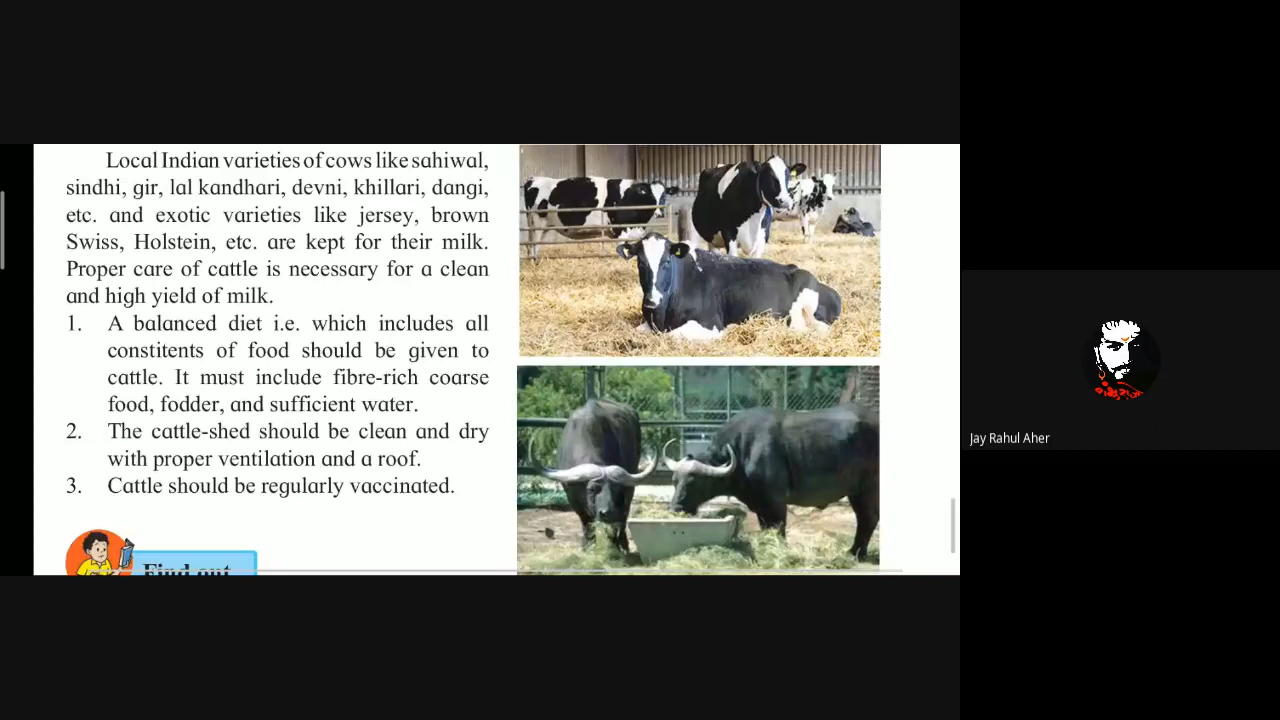 Local Indian varieties of cows like sahiwal,
sindhi, gir, lal kandhari, devni, khillari, dangi,
etc. and exotic varieties like jersey, brown
Swiss, Holstein, etc. are kept for their milk.
Proper care of cattle is necessary for a clean
and high yield of milk.
1. A balanced diet i.e. which includes all
constitents of food should be given to
cattle. It must include fibre-rich coarse
food, fodder, and sufficient water.
2. The cattle-shed should be clean and dry
with proper ventilation and a roof.
3. Cattle should be regularly vaccinated.
Find out
Jay Rahul Aher